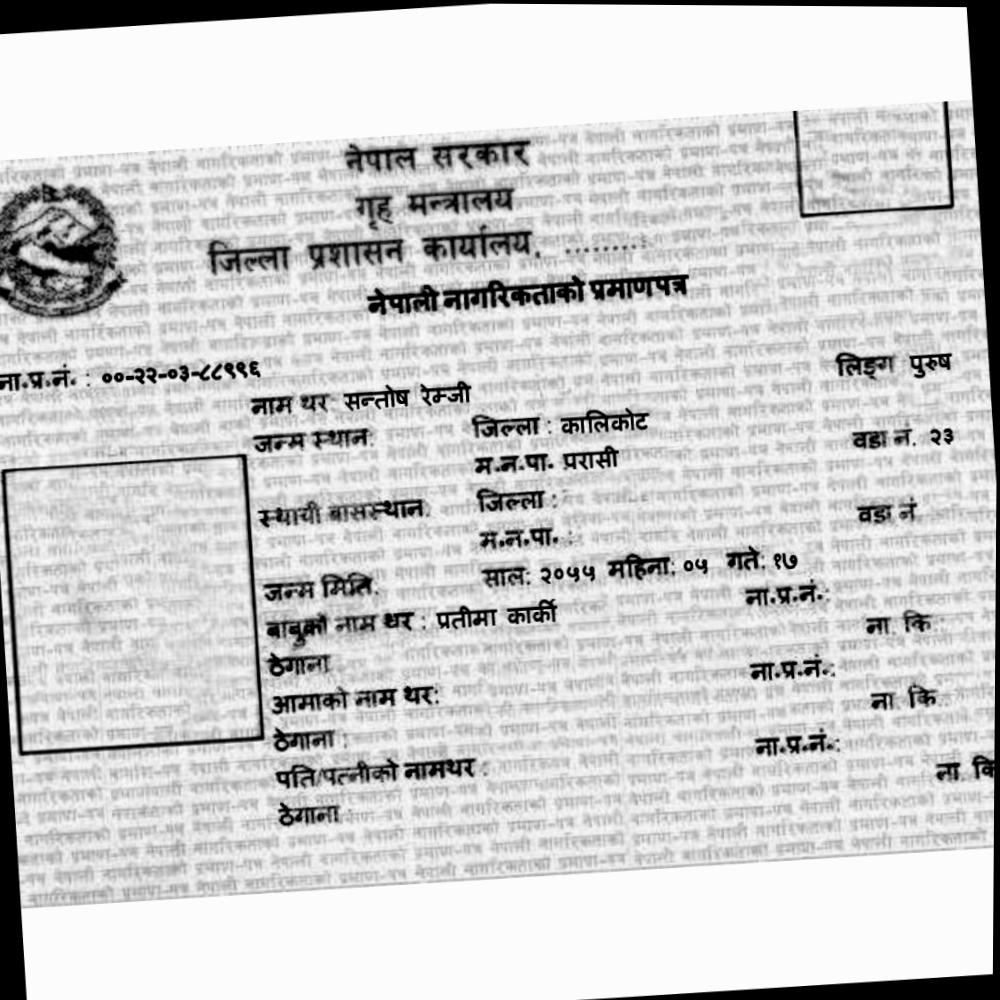 नेपाल सरकार
गृह मन्त्रालय
जिल्ला प्रशासन कार्यालय, .........
नेपाली नागरिकताको प्रमाणपत्र
ना.प्र.नं. : ००-२२-०३-८८९९६ लिङ्ग पुरुष
नाम थर सन्तोष रेम्जी
जन्म स्थान: जिल्ला : कालिकोट वडा नं. २३
म.न.पा. प्ररासी
स्थायी बासस्थान: जिल्ला : वडा नं
म.न.पा. :
जन्म मिति: साल: २०५५ महिना: ०५ गते: १७
बाबुको नाम थर : प्रतीमा कार्की ना.प्र.नं.:
ठेगाना ना. कि :
आमाको नाम थर: ना.प्र.नं.:
ठेगाना : ना. कि
पति/पत्नीको नामथर : ना.प्र.नं.:
ठेगाना ना. कि